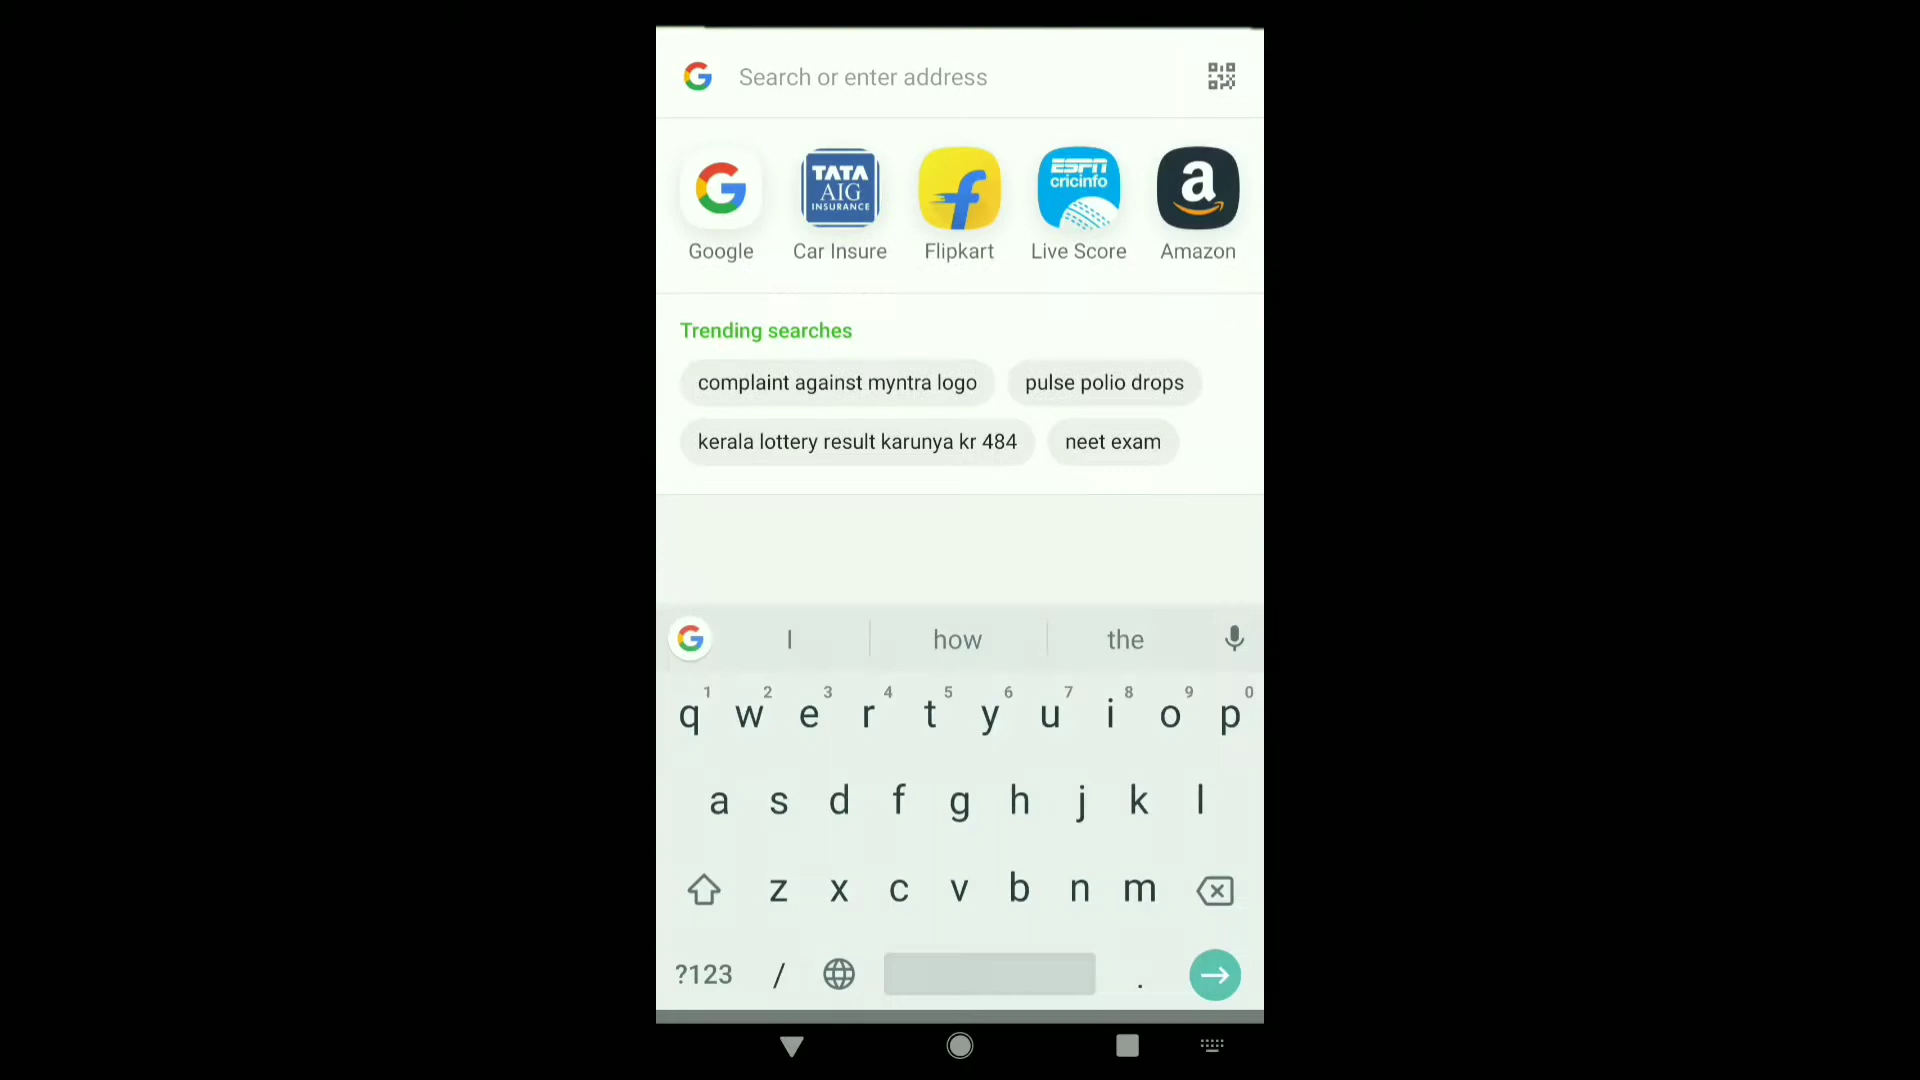 Search or enter address
TATA
AIG
INSURANCE
ESPN
cricinfo
a
Google Car Insure Flipkart Live Score Amazon
Trending searches
complaint against myntra logo pulse polio drops
kerala lottery result karunya kr 484 neet exam
I how the
1 2 3 4 5 6 7 8 9 0
q w e r t y u i o p
a s d f g h j k l
z x c v b n m
?123 / .